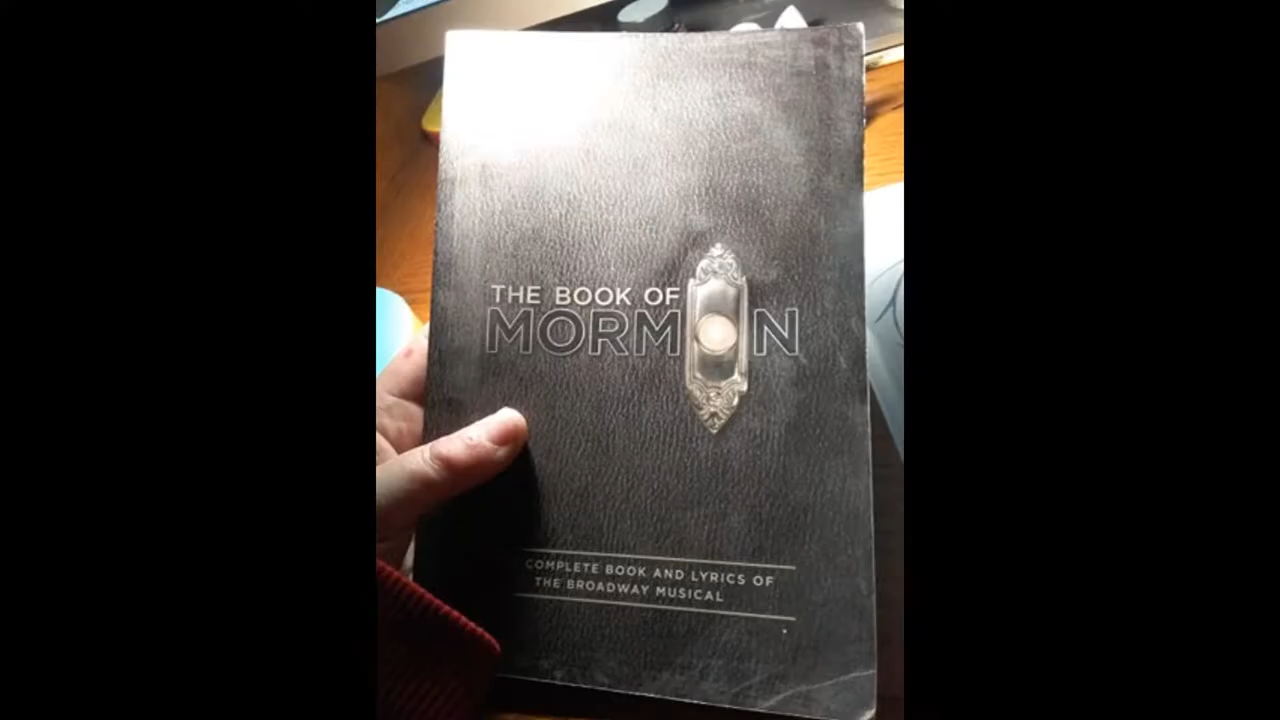 THE BOOK OF
MORMON
COMPLETE BOOK AND LYRICS OF
THE BROADWAY MUSICAL